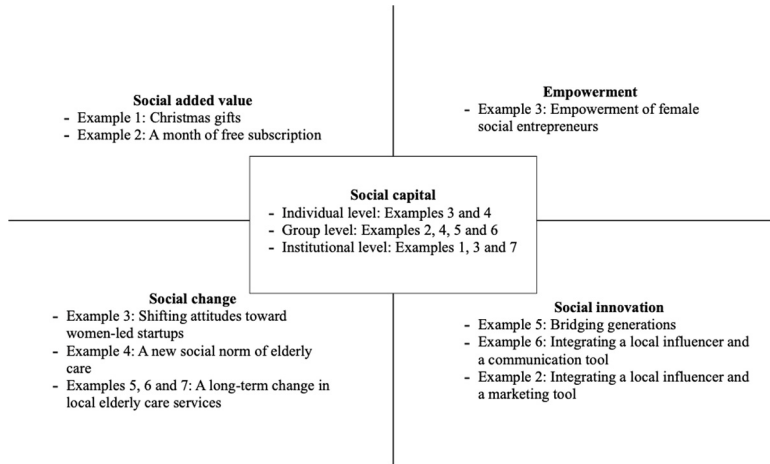 Social added value
- Example 1: Christmas gifts
- Example 2: A month of free subscription
Empowerment
- Example 3: Empowerment of female
social entrepreneurs
Social capital
- Individual level: Examples 3 and 4
- Group level: Examples 2, 4, 5 and 6
- Institutional level: Examples 1, 3 and 7
Social change
- Example 3: Shifting attitudes toward
women-led startups
- Example 4: A new social norm of elderly
care
- Examples 5, 6 and 7: A long-term change in
local elderly care services
Social innovation
- Example 5: Bridging generations
- Example 6: Integrating a local influencer and
a communication tool
- Example 2: Integrating a local influencer and
a marketing tool